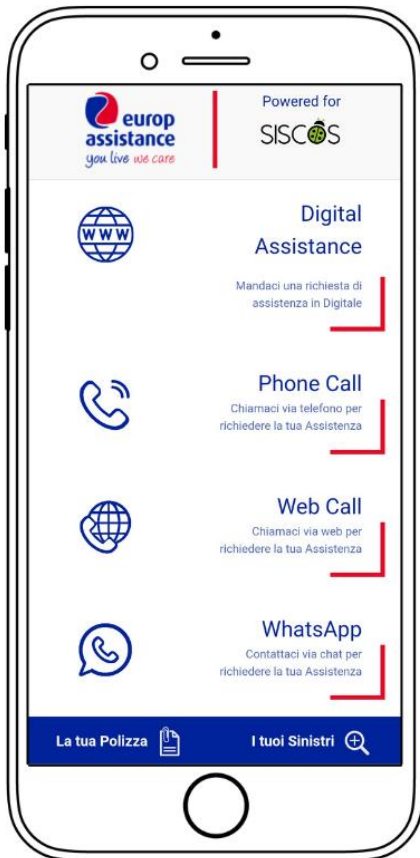 europ
assistance
you live we care
Powered for
SISCOS
WWW
Digital
Assistance
Mandaci una richiesta di
assistenza in Digitale
Phone Call
Chiamaci via telefono per
richiedere la tua Assistenza
Web Call
Chiamaci via web per
richiedere la tua Assistenza
WhatsApp
Contattaci via chat per
richiedere la tua Assistenza
La tua Polizza
I tuoi Sinistri